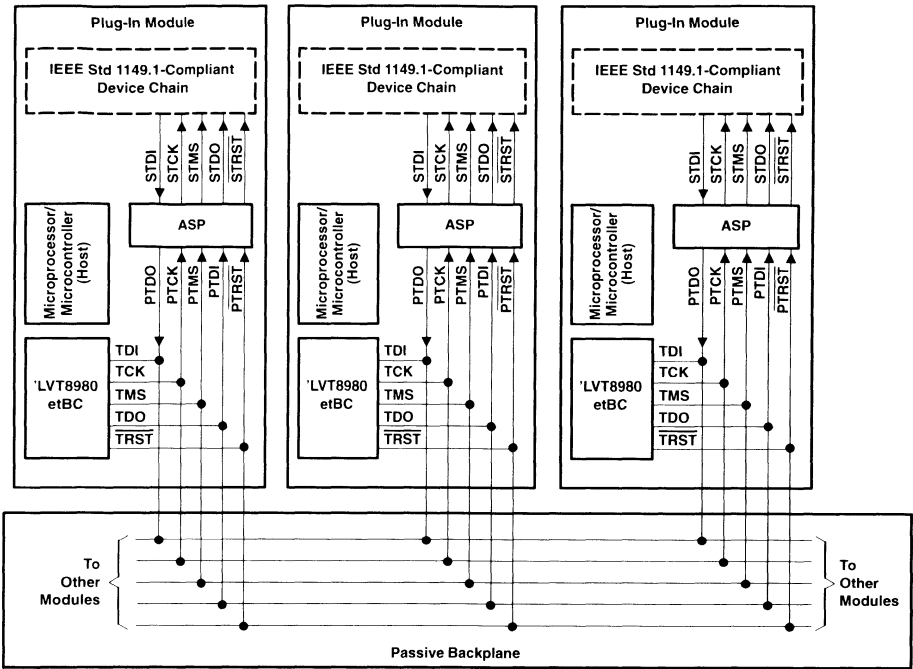 Plug-In Module
IEEE Std 1149.1-Compliant
Device Chain
STDI
STCK
STMS
STDO
STRST
ASP
Microprocessor/
Microcontroller
(Host)
PTDO
PTCK
PTMS
PTDI
PTRST
'LVT8980
etBC
TDI
TCK
TMS
TDO
TRST
Plug-In Module
IEEE Std 1149.1-Compliant
Device Chain
STDI
STCK
STMS
STDO
STRST
ASP
Microprocessor/
Microcontroller
(Host)
PTDO
PTCK
PTMS
PTDI
PTRST
'LVT8980
etBC
TDI
TCK
TMS
TDO
TRST
Plug-In Module
IEEE Std 1149.1-Compliant
Device Chain
STDI
STCK
STMS
STDO
STRST
ASP
Microprocessor/
Microcontroller
(Host)
PTDO
PTCK
PTMS
PTDI
PTRST
'LVT8980
etBC
TDI
TCK
TMS
TDO
TRST
To
Other
Modules
To
Other
Modules
Passive Backplane